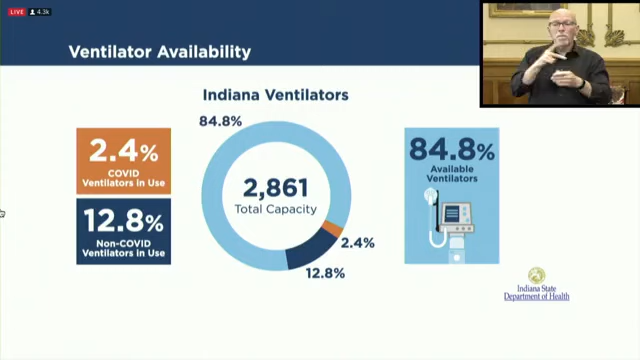 LIVE 4.3k
Ventilator Availability
Indiana Ventilators
84.8%
2.4%
COVID
Ventilators in Use
12.8%
Non-COVID
Ventilators in Use
2,861
Total Capacity
2.4%
12.8%
84.8%
Available
Ventilators
Indiana State
Department of Health